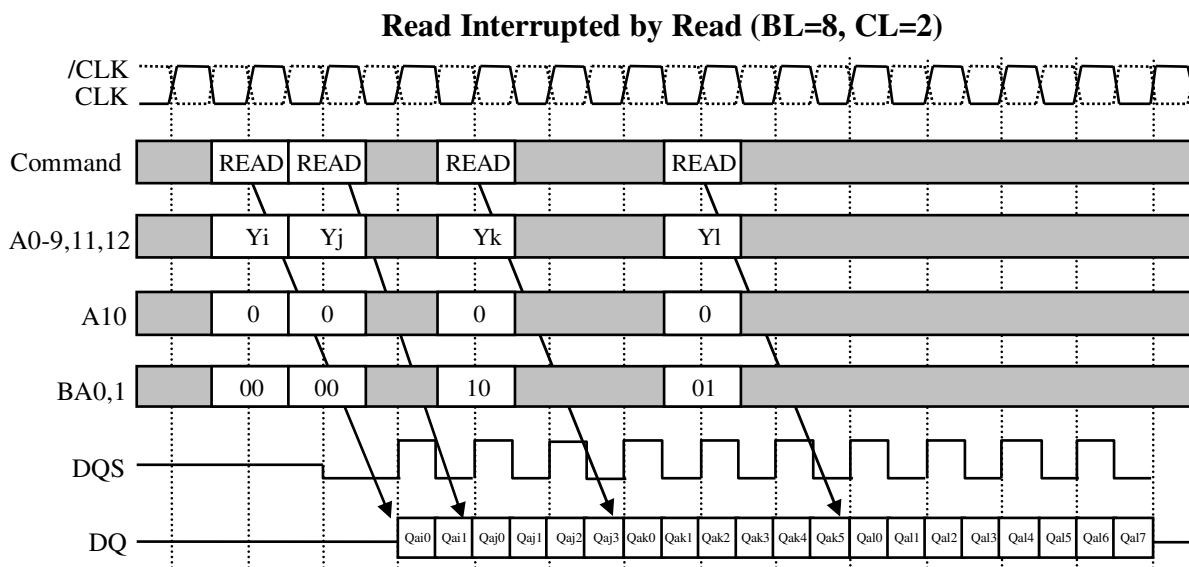 Read Interrupted by Read (BL=8, CL=2)
/CLK
CLK
Command READ READ READ READ
A0-9,11,12 Yi Yj Yk Yl
A10 0 0 0 0
BA0,1 00 00 10 01
DQS
DQ Qai0 Qai1 Qaj0 Qaj1 Qaj2 Qaj3 Qak0 Qak1 Qak2 Qak3 Qak4 Qak5 Qal0 Qal1 Qal2 Qal3 Qal4 Qal5 Qal6 Qal7